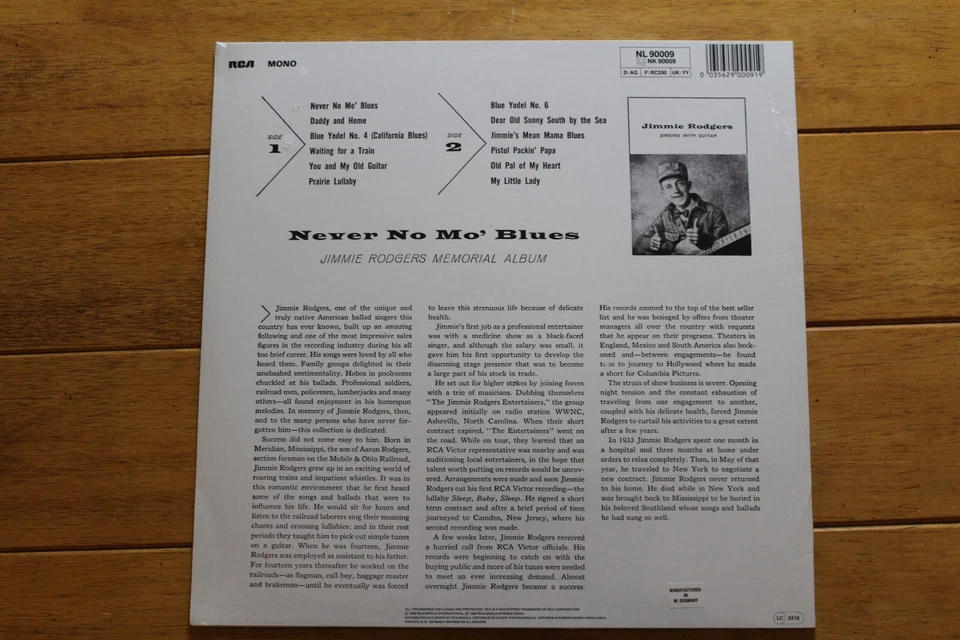 RCA MONO
NL 90009
NK 90009
D: AG F: RC330 UK: YY
0 035629 000919
SIDE 1
Never No Mo' Blues
Daddy and Home
Blue Yodel No. 4 (California Blues)
Waiting for a Train
You and My Old Guitar
Prairie Lullaby
SIDE 2
Blue Yodel No. 6
Dear Old Sunny South by the Sea
Jimmie's Mean Mama Blues
Pistol Packin' Papa
Old Pal of My Heart
My Little Lady
Jimmie Rodgers
SINGING WITH GUITAR
Never No Mo' Blues
JIMMIE RODGERS MEMORIAL ALBUM
Jimmie Rodgers, one of the unique and
truly native American ballad singers this
country has ever known, built up an amazing
following and one of the most impressive sales
figures in the recording industry during his all
too brief career. His songs were loved by all who
heard them. Family groups delighted in their
unabashed sentimentality. Hobos in poolrooms
chuckled at his ballads. Professional soldiers,
railroad men, policemen, lumberjacks and many
others—all found enjoyment in his homespun
melodies. In memory of Jimmie Rodgers, then,
and to the many persons who have never for-
gotten him—this collection is dedicated.
Success did not come easy to him. Born in
Meridian, Mississippi, the son of Aaron Rodgers,
section foreman on the Mobile & Ohio Railroad,
Jimmie Rodgers grew up in an exciting world of
roaring trains and impatient whistles. It was in
this romantic environment that he first heard
some of the songs and ballads that were to
influence his life. He would sit for hours and
listen to the railroad laborers sing their moaning
chants and crooning lullabies; and in their rest
periods they taught him to pick out simple tunes
on a guitar. When he was fourteen, Jimmie
Rodgers was employed as assistant to his father.
For fourteen years thereafter he worked on the
railroads—as flagman, call-boy, baggage master
and brakeman—until he eventually was forced
to leave this strenuous life because of delicate
health.
Jimmie's first job as a professional entertainer
was with a medicine show as a black-faced
singer, and although the salary was small, it
gave him his first opportunity to develop the
disarming stage presence that was to become
a large part of his stock in trade.
He set out for higher stakes by joining forces
with a trio of musicians. Dubbing themselves
"The Jimmie Rodgers Entertainers," the group
appeared initially on radio station WWNC,
Asheville, North Carolina. When their short
contract expired, "The Entertainers" went on
the road. While on tour, they learned that an
RCA Victor representative was nearby and was
auditioning local entertainers, in the hope that
talent worth putting on records would be uncov-
ered. Arrangements were made and soon Jimmie
Rodgers cut his first RCA Victor recording—the
lullaby Sleep, Baby, Sleep. He signed a short
term contract and after a brief period of time
journeyed to Camden, New Jersey, where his
second recording was made.
A few weeks later, Jimmie Rodgers received
a hurried call from RCA Victor officials. His
records were beginning to catch on with the
buying public and more of his tunes were needed
to meet an ever increasing demand. Almost
overnight Jimmie Rodgers became a success.
His records zoomed to the top of the best seller
list and he was besieged by offers from theater
managers all over the country with requests
that he appear on their programs. Theaters in
England, Mexico and South America also beck-
oned and—between engagements—he found
to journey to Hollywood where he made
a short for Columbia Pictures.
The strain of show business is severe. Opening
night tension and the constant exhaustion of
traveling from one engagement to another,
coupled with his delicate health, forced Jimmie
Rodgers to curtail his activities to a great extent
after a few years.
In 1933 Jimmie Rodgers spent one month in
a hospital and three months at home under
orders to relax completely. Then, in May of that
year, he traveled to New York to negotiate a
new contract. Jimmie Rodgers never returned
to his home. He died while in New York and
was brought back to Mississippi to be buried in
his beloved Southland whose songs and ballads
he had sung so well.
MANUFACTURED
IN
W. GERMANY
LC 0316